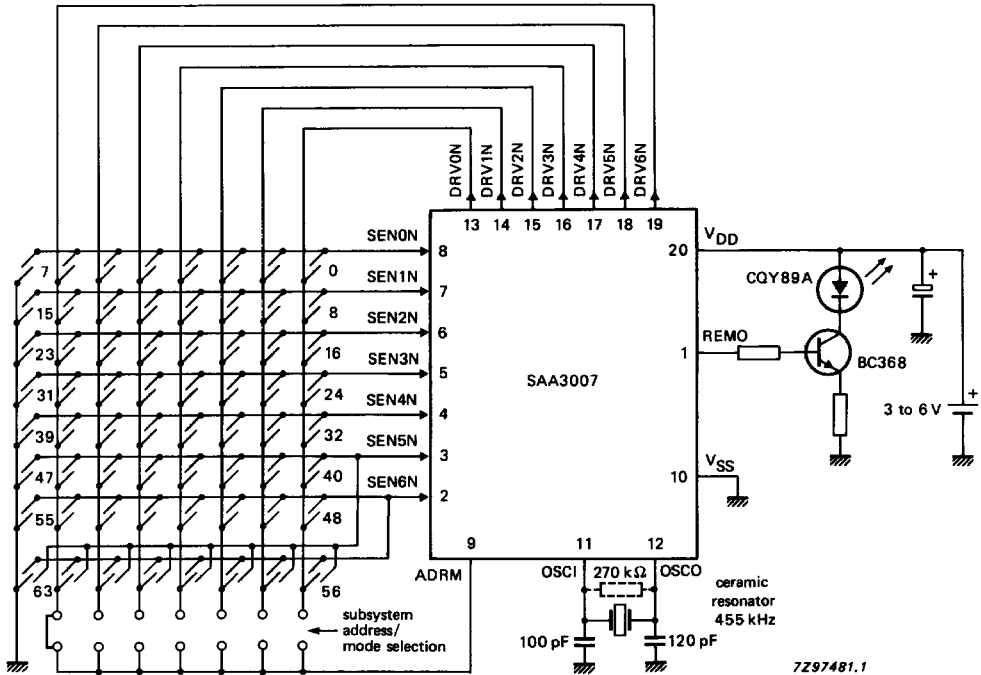 DRV0N
DRV1N
DRV2N
DRV3N
DRV4N
DRV5N
DRV6N
13 14 15 16 17 18 19
SEN0N 8
7 0
SEN1N 7
15 8
SEN2N 6
23 16
SEN3N 5
31 24
SEN4N 4
39 32
SEN5N 3
47 40
SEN6N 2
55 48
63 56
SAA3007
20 VDD
CQY89A
+
REMO
1
BC368
3 to 6 V
+
10 VSS
9 11 12
ADRM
OSCI 270 kΩ OSCO
ceramic
resonator
455 kHz
100 pF 120 pF
subsystem
address/
mode selection
7Z97481.1